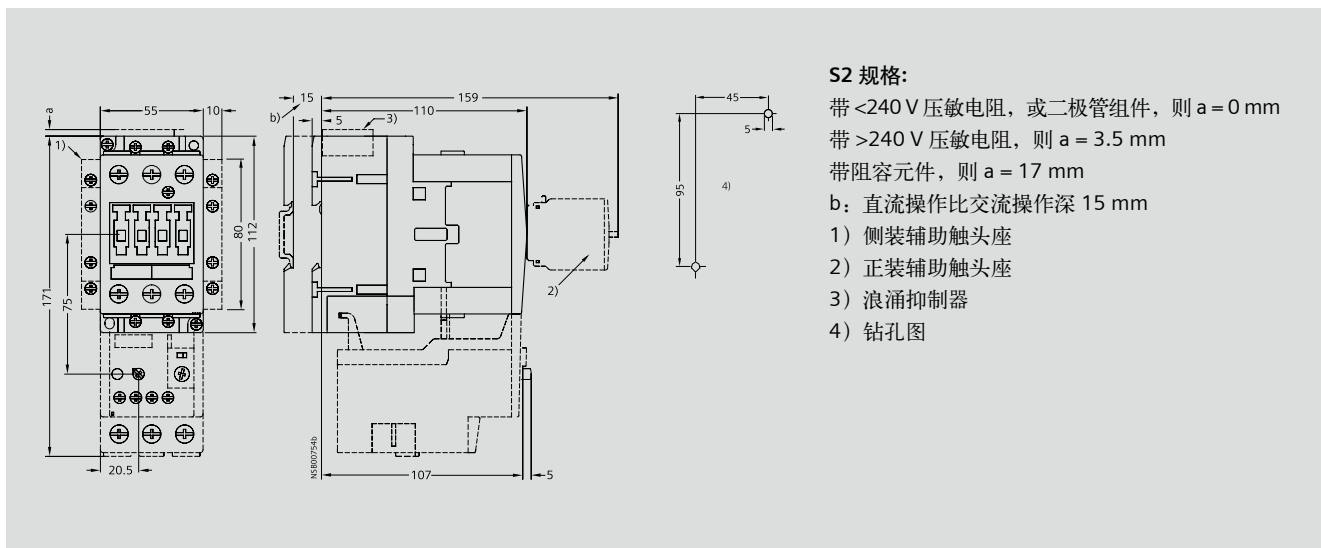 a
55
10
1)
171
75
80
112
20.5
15
159
b)
5
110
3)
2)
NSB00754b
107
5
45
5
95
4)
S2 规格:
带 <240 V 压敏电阻，或二极管组件，则 a = 0 mm
带 >240 V 压敏电阻，则 a = 3.5 mm
带阻容元件，则 a = 17 mm
b：直流操作比交流操作深 15 mm
1）侧装辅助触头座
2）正装辅助触头座
3）浪涌抑制器
4）钻孔图